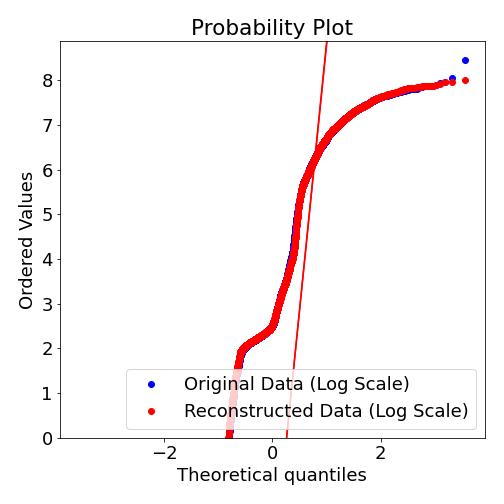 Probability Plot
Ordered Values
8
7
6
5
4
3
2
1
0
Original Data (Log Scale)
Reconstructed Data (Log Scale)
−2 0 2
Theoretical quantiles